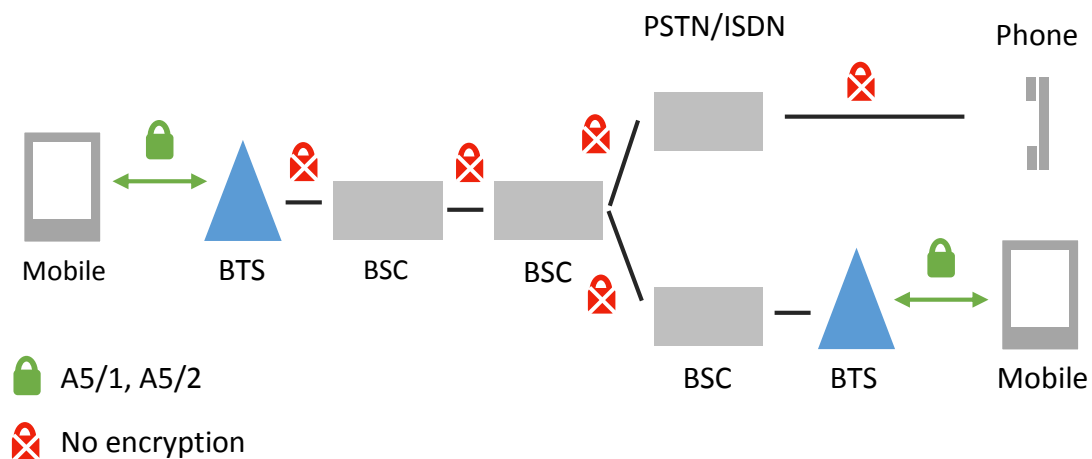 PSTN/ISDN
Phone
Mobile
BTS
BSC
BSC
BSC
BTS
Mobile
A5/1, A5/2
No encryption